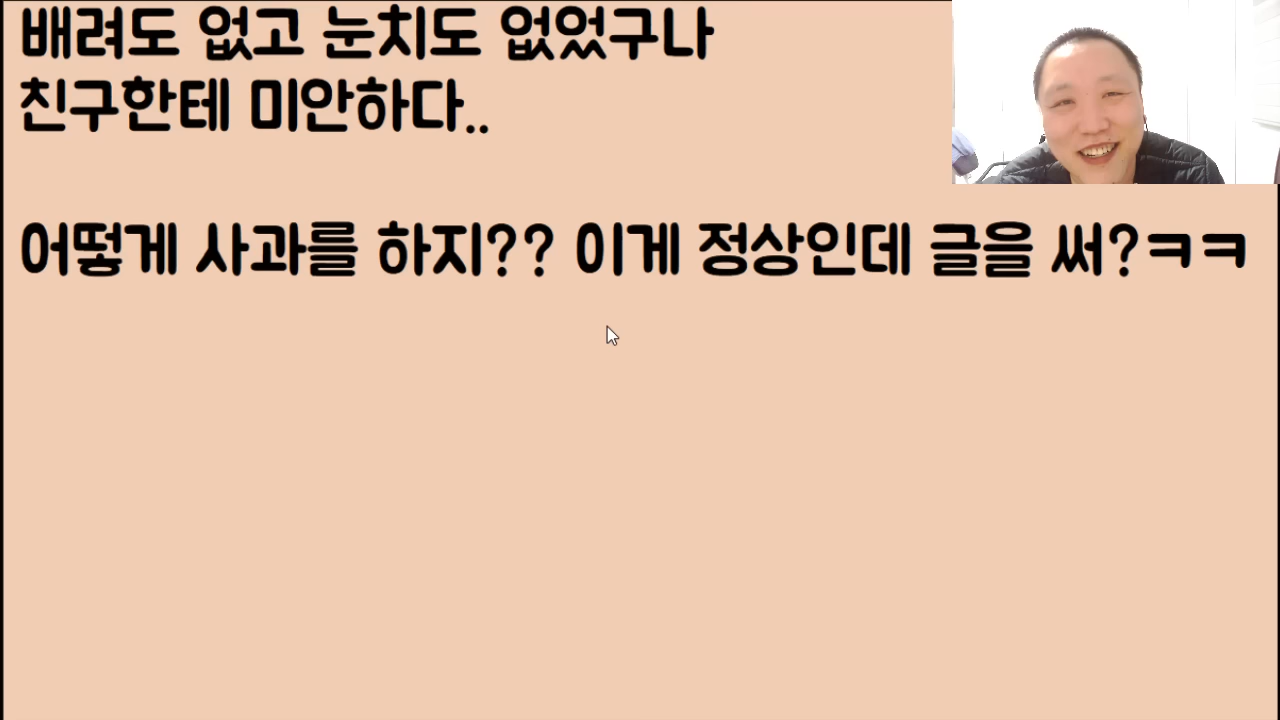 배려도 없고 눈치도 없었구나
친구한테 미안하다..
어떻게 사과를 하지?? 이게 정상인데 글을 써?ㅋㅋ